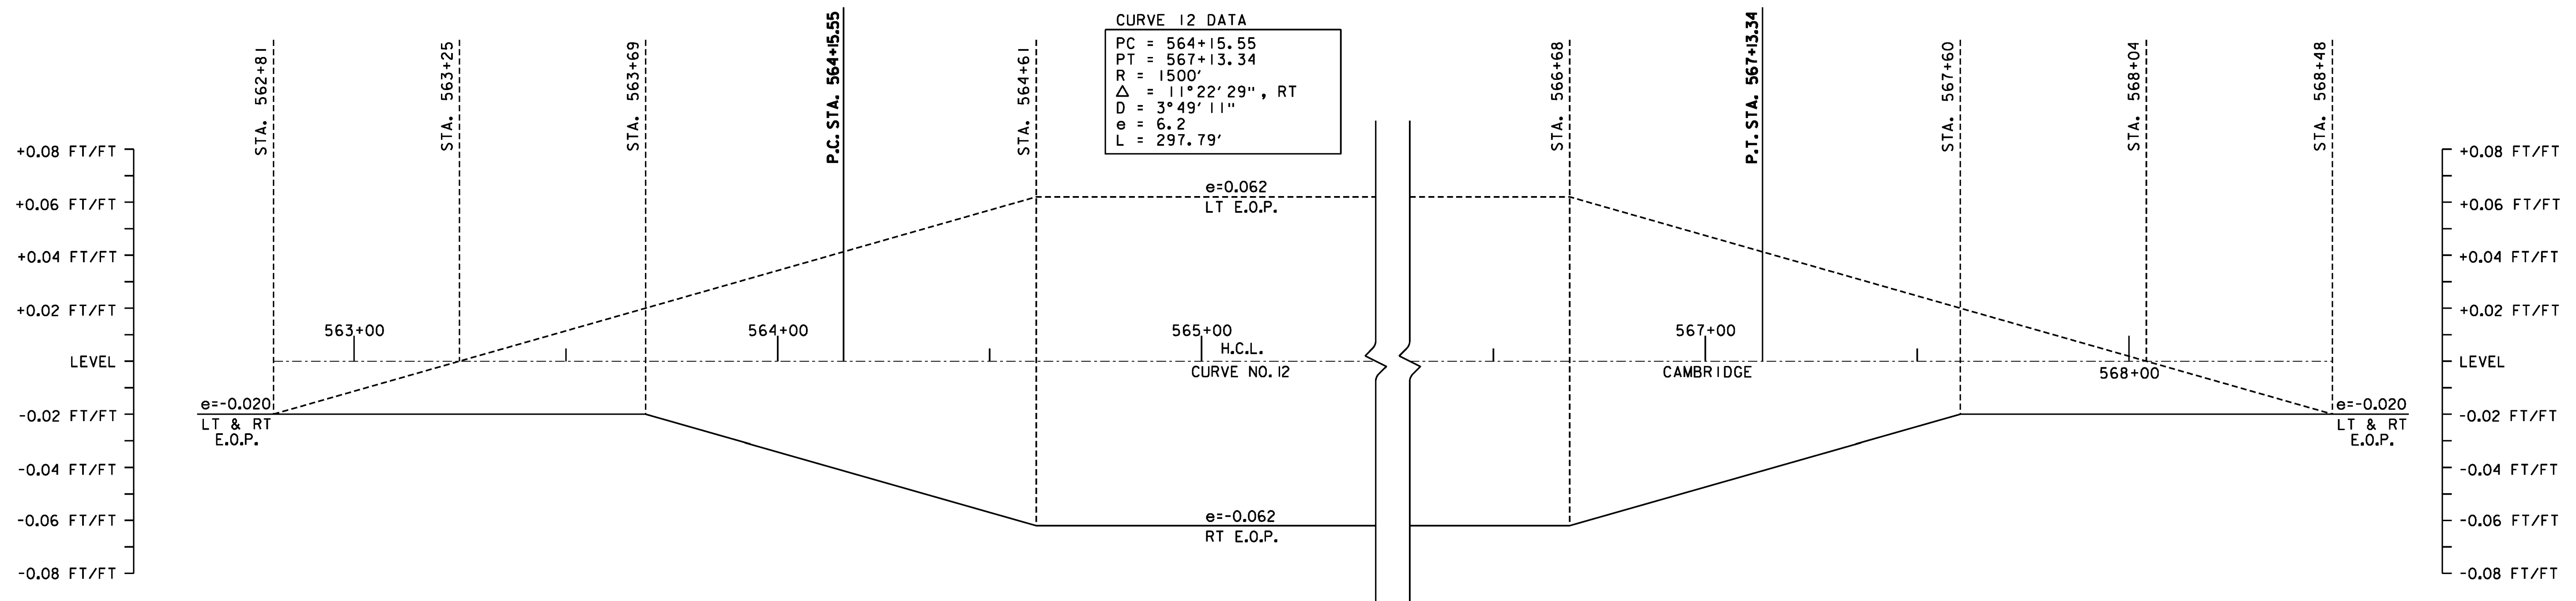 CURVE 12 DATA
PC = 564+15.55
PT = 567+13.34
R = 1500'
Δ = 11°22'29", RT
D = 3°49'11"
e = 6.2
L = 297.79'
STA. 562+81
STA. 563+25
STA. 563+69
P.C. STA. 564+15.55
STA. 564+61
STA. 566+68
P.T. STA. 567+13.34
STA. 567+60
STA. 568+04
STA. 568+48
+0.08 FT/FT
+0.06 FT/FT
+0.04 FT/FT
+0.02 FT/FT
LEVEL
-0.02 FT/FT
-0.04 FT/FT
-0.06 FT/FT
-0.08 FT/FT
e=0.062
LT E.O.P.
563+00
564+00
565+00
H.C.L.
CURVE NO. 12
567+00
CAMBRIDGE
568+00
e=-0.020
LT & RT
E.O.P.
e=-0.062
RT E.O.P.
e=-0.020
LT & RT
E.O.P.
+0.08 FT/FT
+0.06 FT/FT
+0.04 FT/FT
+0.02 FT/FT
LEVEL
-0.02 FT/FT
-0.04 FT/FT
-0.06 FT/FT
-0.08 FT/FT